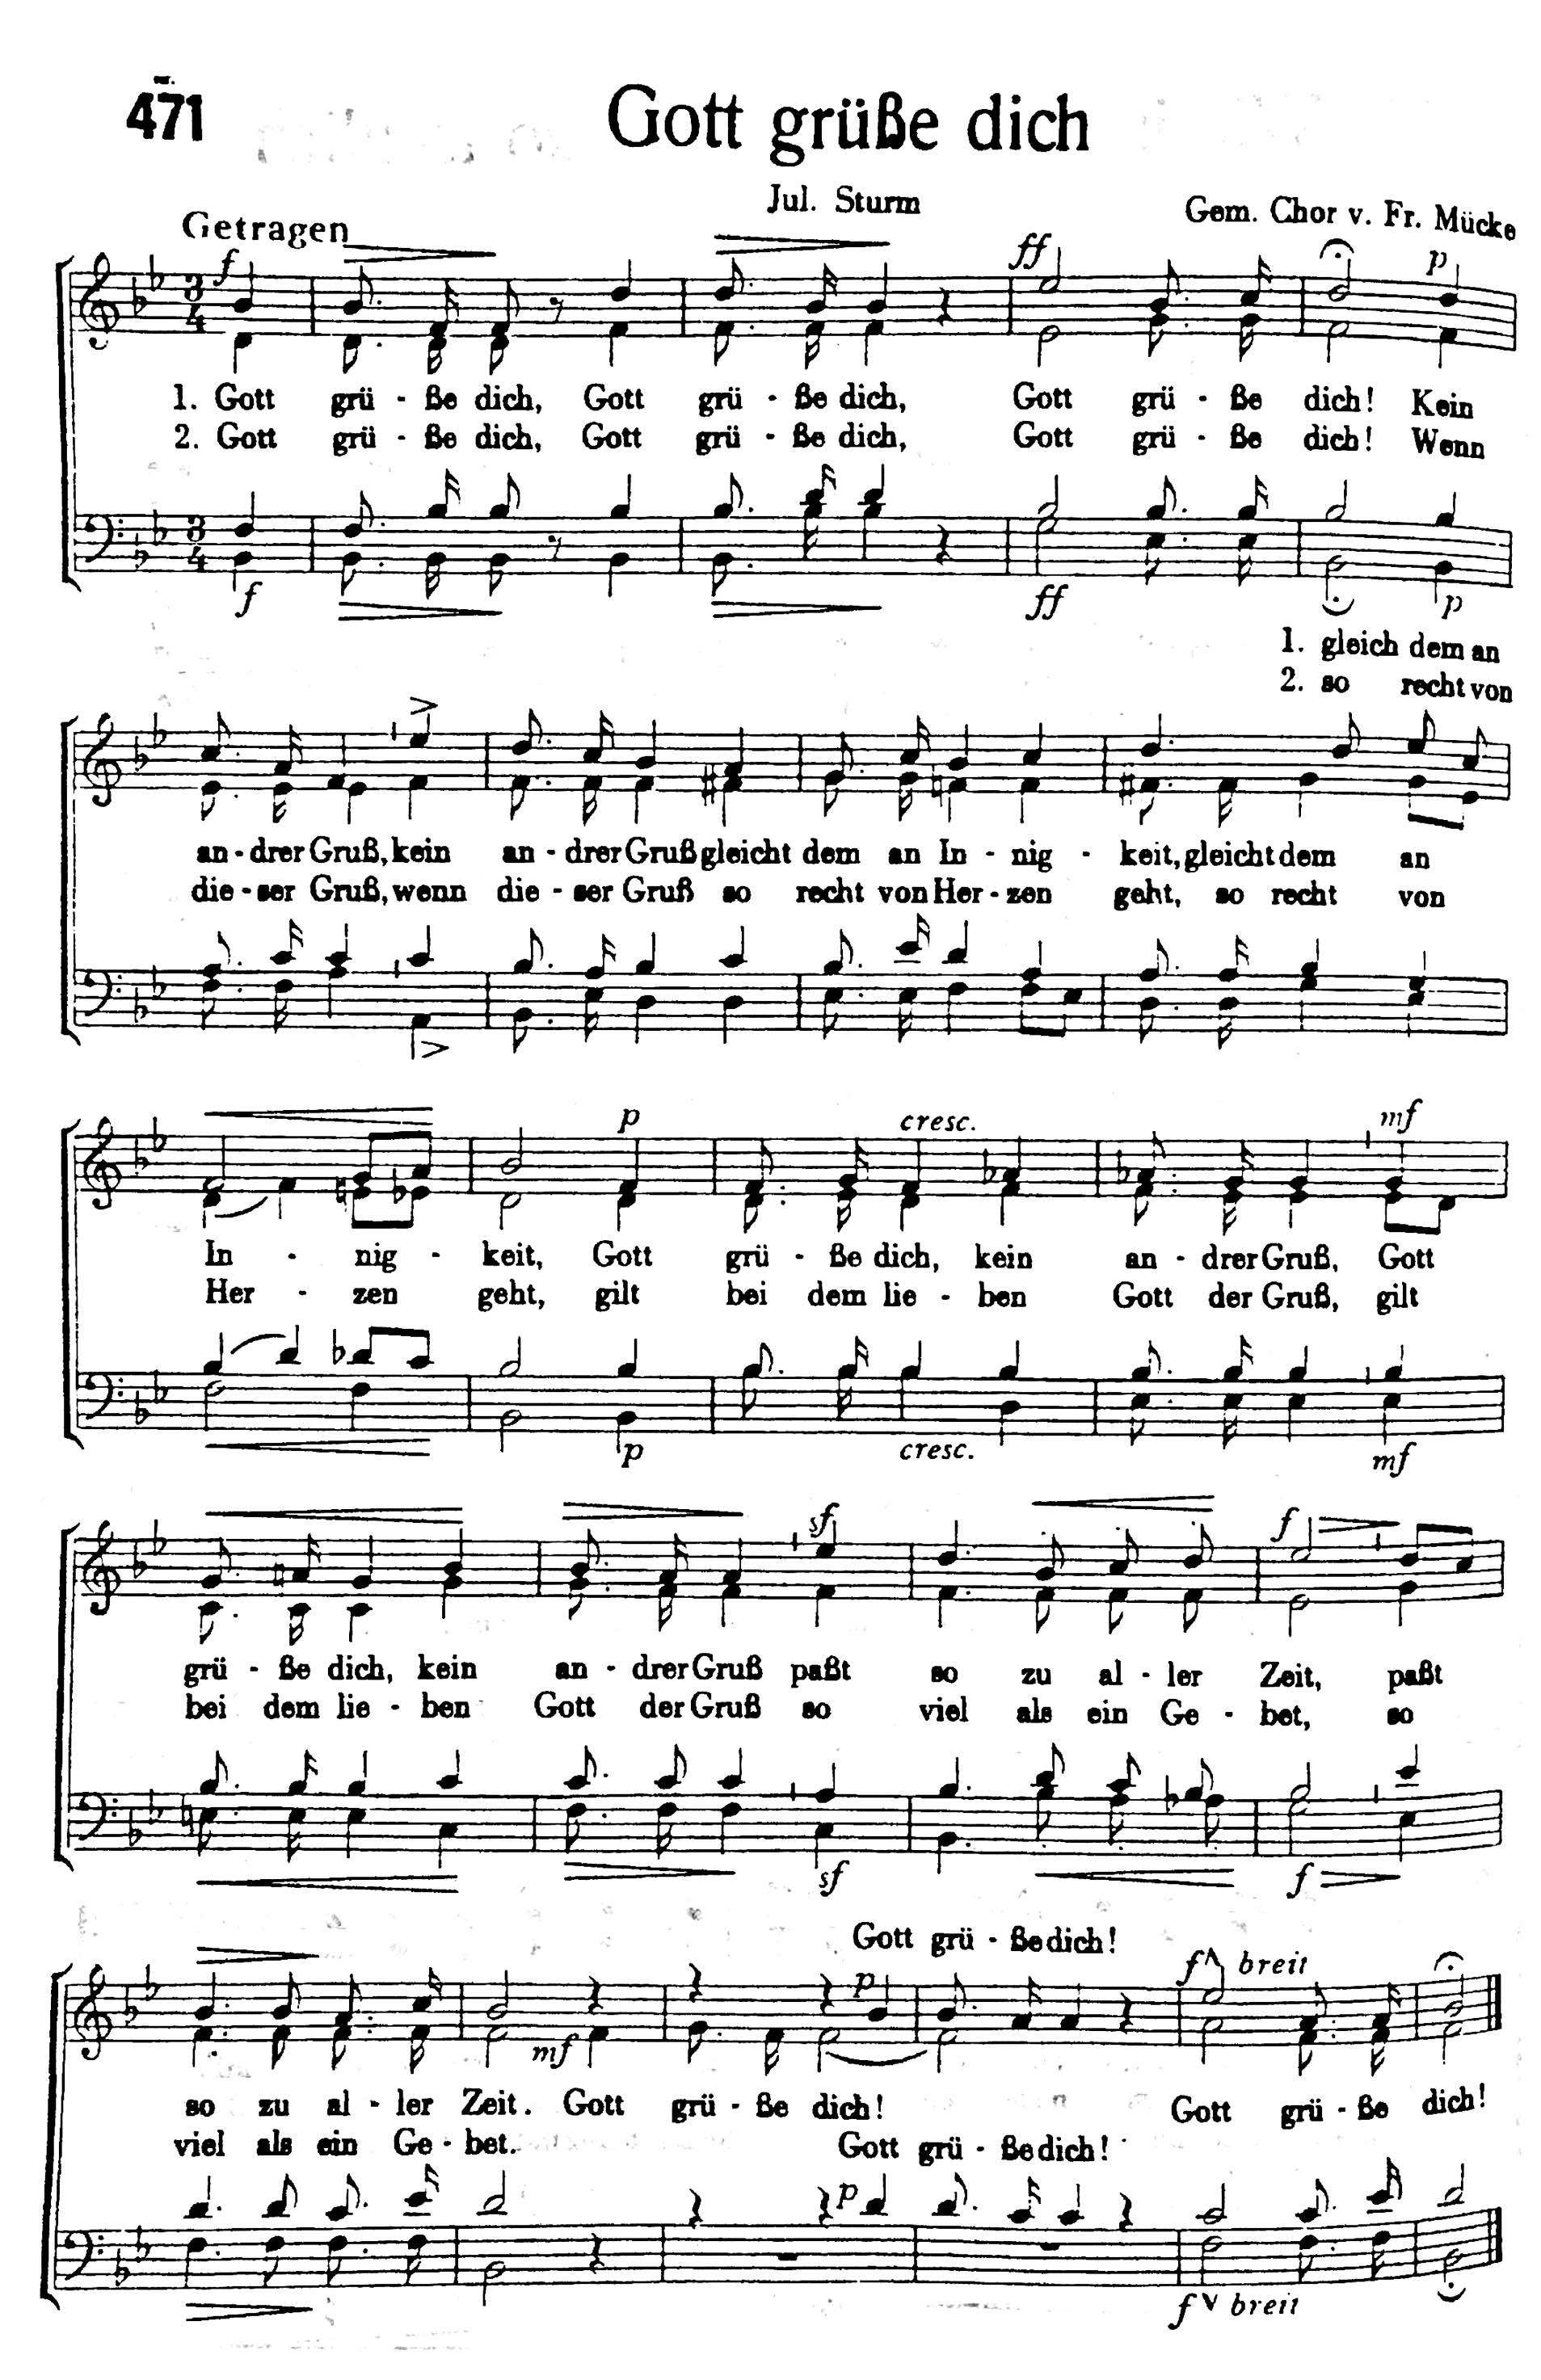 471
Gott grüße dich
Jul. Sturm
Gem. Chor v. Fr. Mücke
Getragen
f
ff
p
3
4
1. Gott grü - ße dich, Gott grü - ße dich, Gott grü - ße dich! Kein
2. Gott grü - ße dich, Gott grü - ße dich, Gott grü - ße dich! Wenn
3
4
f
ff
p
1. gleich dem an
2. so recht von
an - drer Gruß, kein an - drer Gruß gleicht dem an In - nig - keit, gleicht dem an
die - ser Gruß, wenn die - ser Gruß so recht von Her - zen geht, so recht von
p
cresc.
mf
In - nig - keit, Gott grü - ße dich, kein an - drer Gruß, Gott
Her - zen geht, gilt bei dem lie - ben Gott der Gruß, gilt
p
cresc.
mf
sf
f
grü - ße dich, kein an - drer Gruß paßt so zu al - ler Zeit, paßt
bei dem lie - ben Gott der Gruß so viel als ein Ge - bet, so
sf
f
Gott grü - ße dich!
p
f breit
mf
so zu al - ler Zeit. Gott grü - ße dich! Gott grü - ße dich!
viel als ein Ge - bet. Gott grü - ße dich!
p
f breit